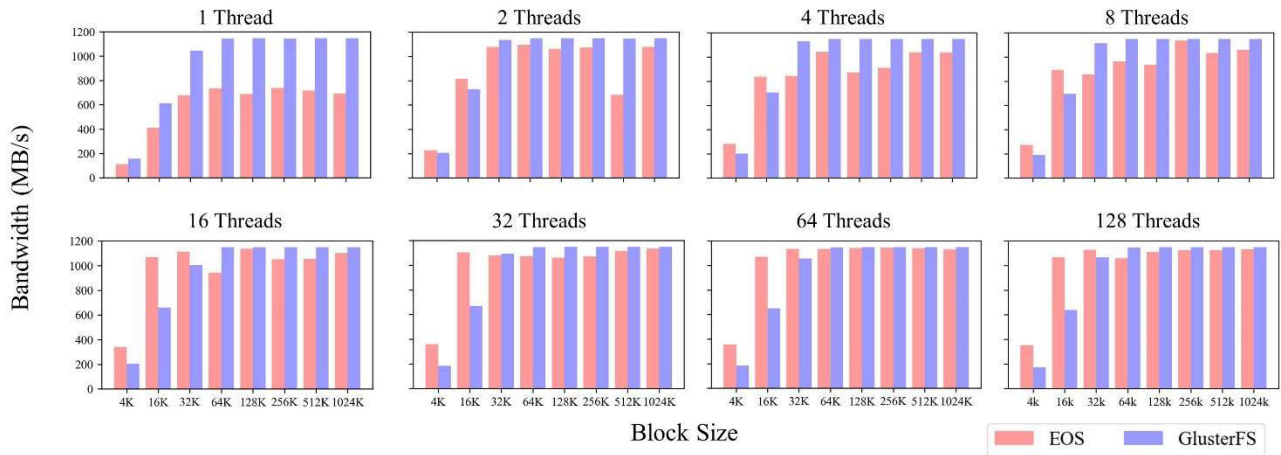 1 Thread 2 Threads 4 Threads 8 Threads
1200
1000
800
600
400
200
0
16 Threads 32 Threads 64 Threads 128 Threads
1200
1000
800
600
400
200
0
Bandwidth (MB/s)
4K 16K 32K 64K 128K 256K 512K 1024K 4K 16K 32K 64K 128K 256K 512K 1024K 4K 16K 32K 64K 128K 256K 512K 1024K 4k 16k 32k 64k 128k 256k 512k 1024k
Block Size
EOS GlusterFS